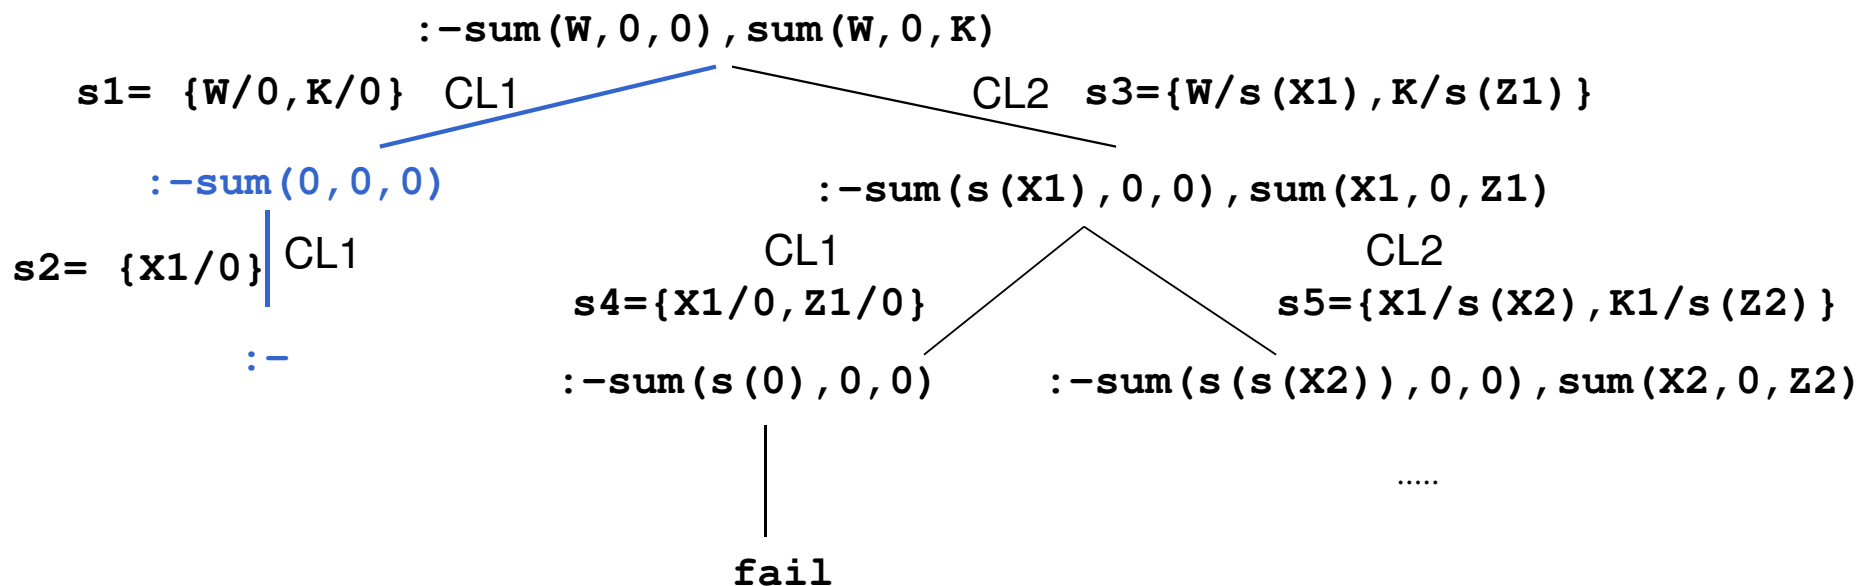 :-sum(W,0,0),sum(W,0,K)
s1= {W/0,K/0} CL1 CL2 s3={W/s(X1),K/s(Z1)}
:-sum(0,0,0) :-sum(s(X1),0,0),sum(X1,0,Z1)
s2= {X1/0} CL1 CL1 CL2
s4={X1/0,Z1/0} s5={X1/s(X2),K1/s(Z2)}
:- :-sum(s(0),0,0) :-sum(s(s(X2)),0,0),sum(X2,0,Z2)
.....
fail